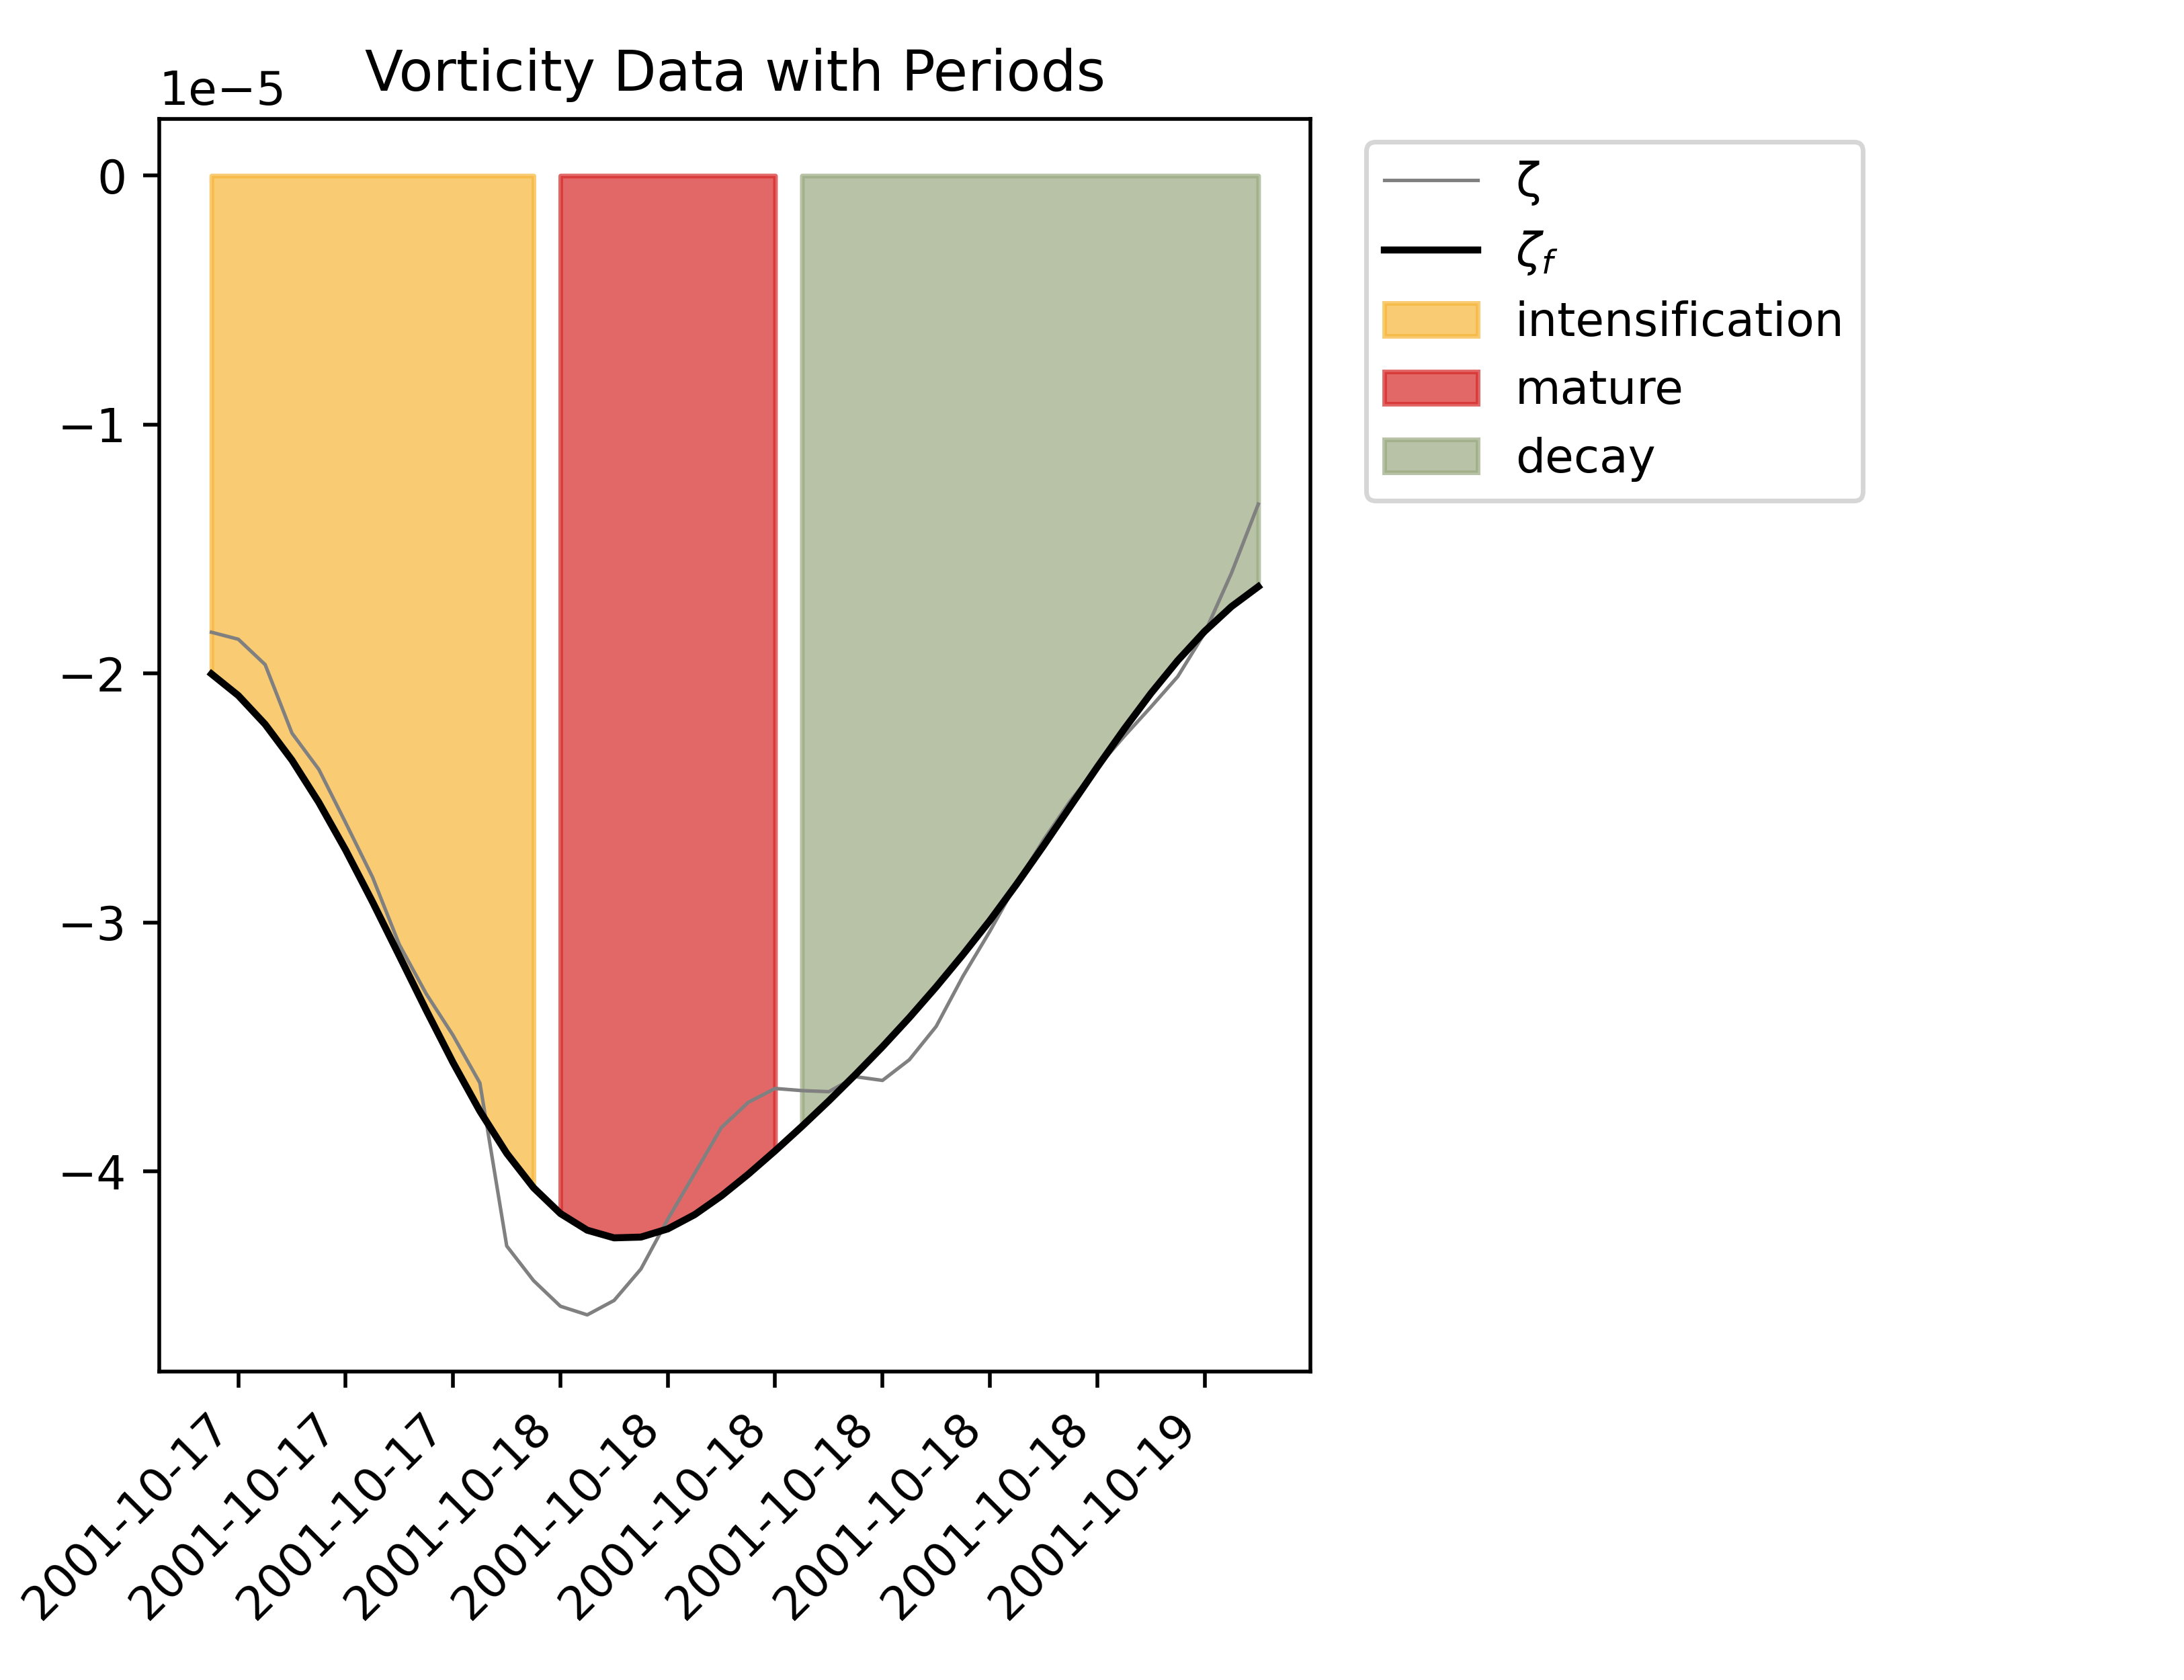 Vorticity Data with Periods
1e−5
0
−1
−2
−3
−4
2001-10-17
2001-10-17
2001-10-17
2001-10-18
2001-10-18
2001-10-18
2001-10-18
2001-10-18
2001-10-18
2001-10-19
ζ
ζf
intensification
mature
decay